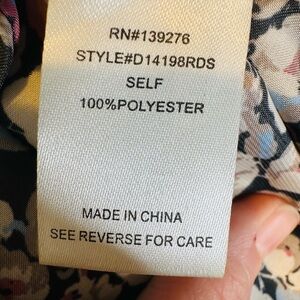 RN#139276
STYLE#D14198RDS
SELF
100%POLYESTER
MADE IN CHINA
SEE REVERSE FOR CARE